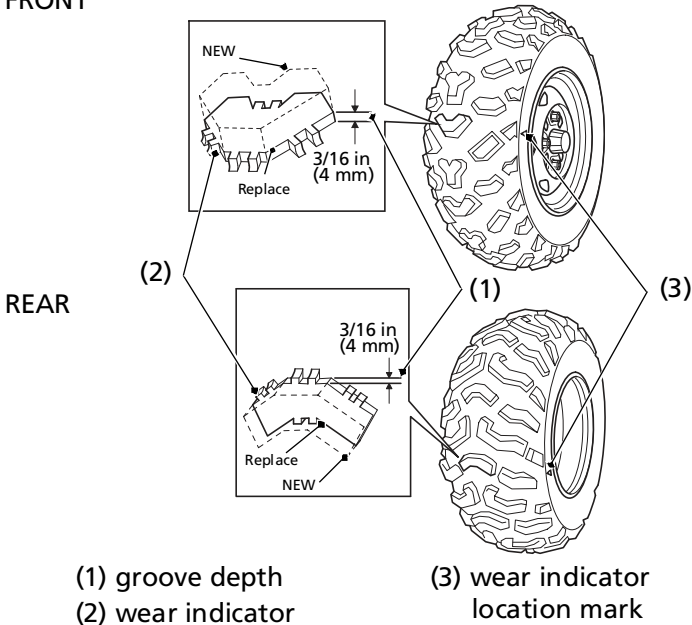 FRONT
NEW
3/16 in
(4 mm)
Replace
(2)
(1)
(3)
REAR
3/16 in
(4 mm)
Replace
NEW
(1) groove depth
(2) wear indicator
(3) wear indicator
location mark